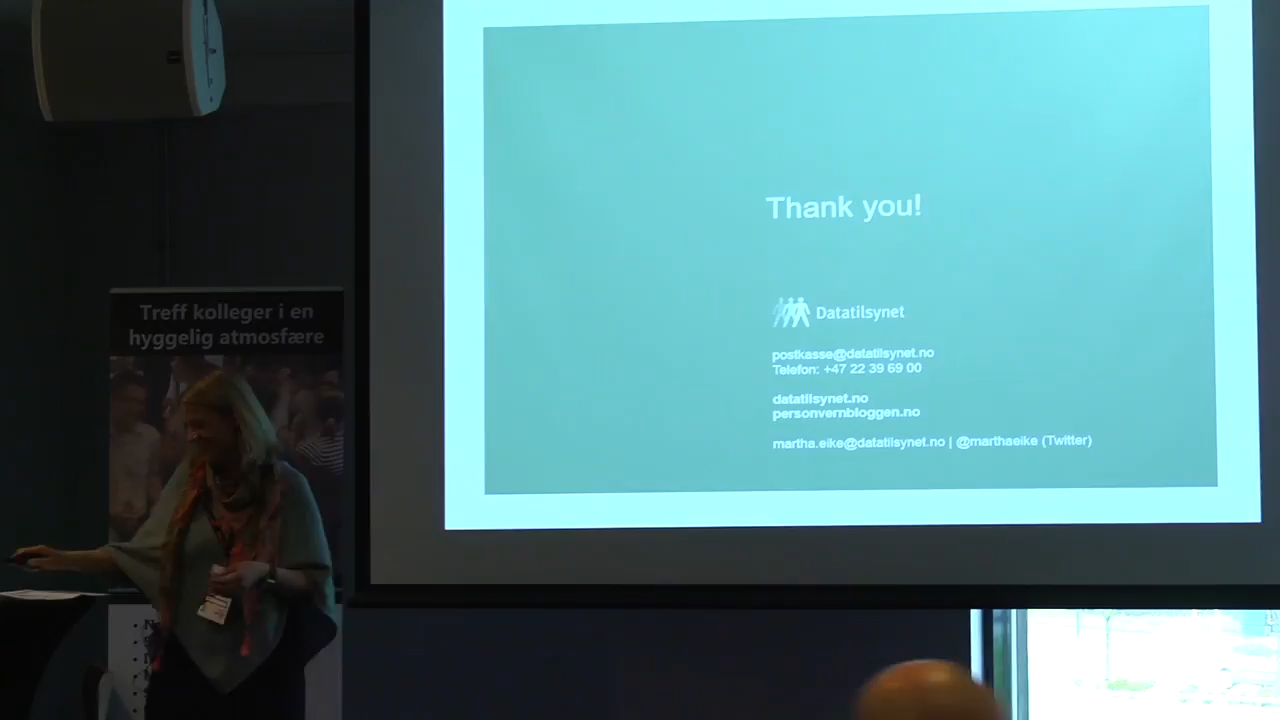 Treff kolleger i en
hyggelig atmosfære
Thank you!
Datatilsynet
postkasse@datatilsynet.no
Telefon: +47 22 39 69 00
datatilsynet.no
personvernbloggen.no
martha.eike@datatilsynet.no | @marthaeike (Twitter)